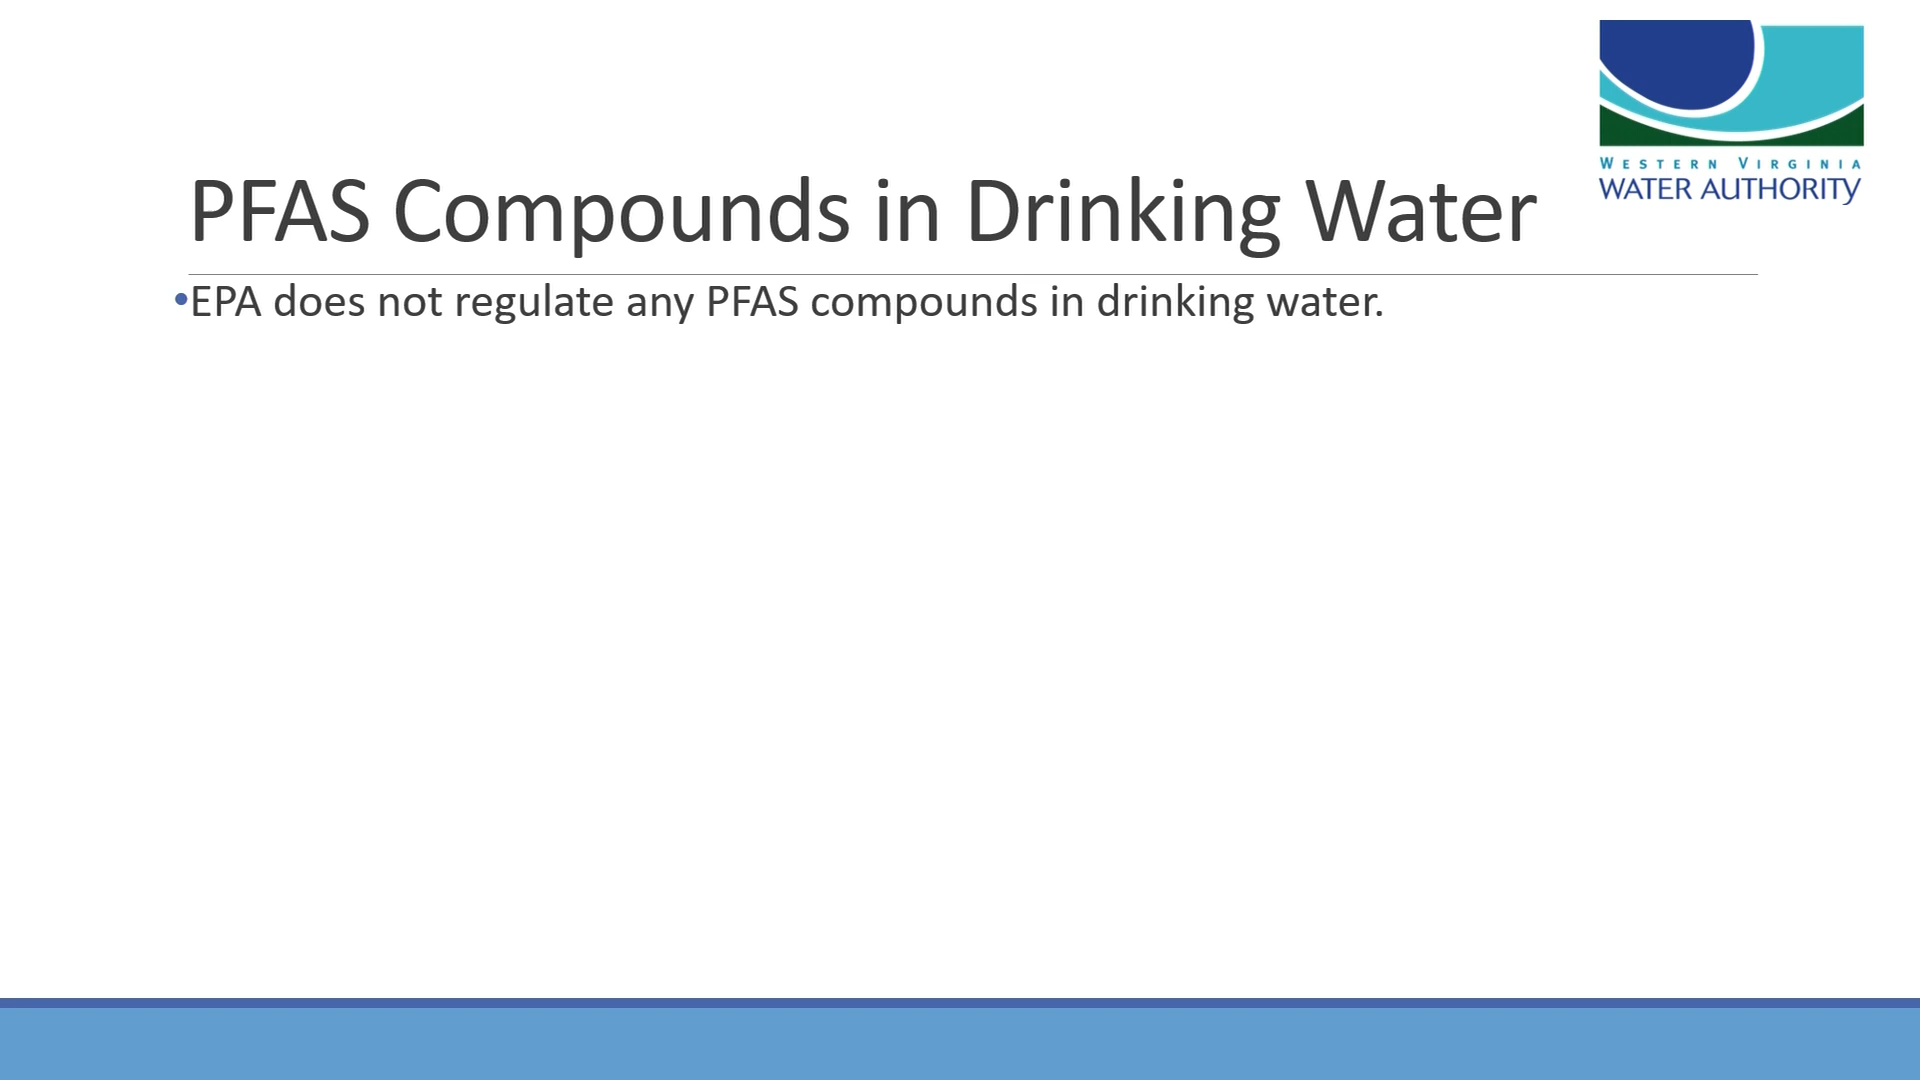 WESTERN VIRGINIA
WATER AUTHORITY
PFAS Compounds in Drinking Water
•EPA does not regulate any PFAS compounds in drinking water.